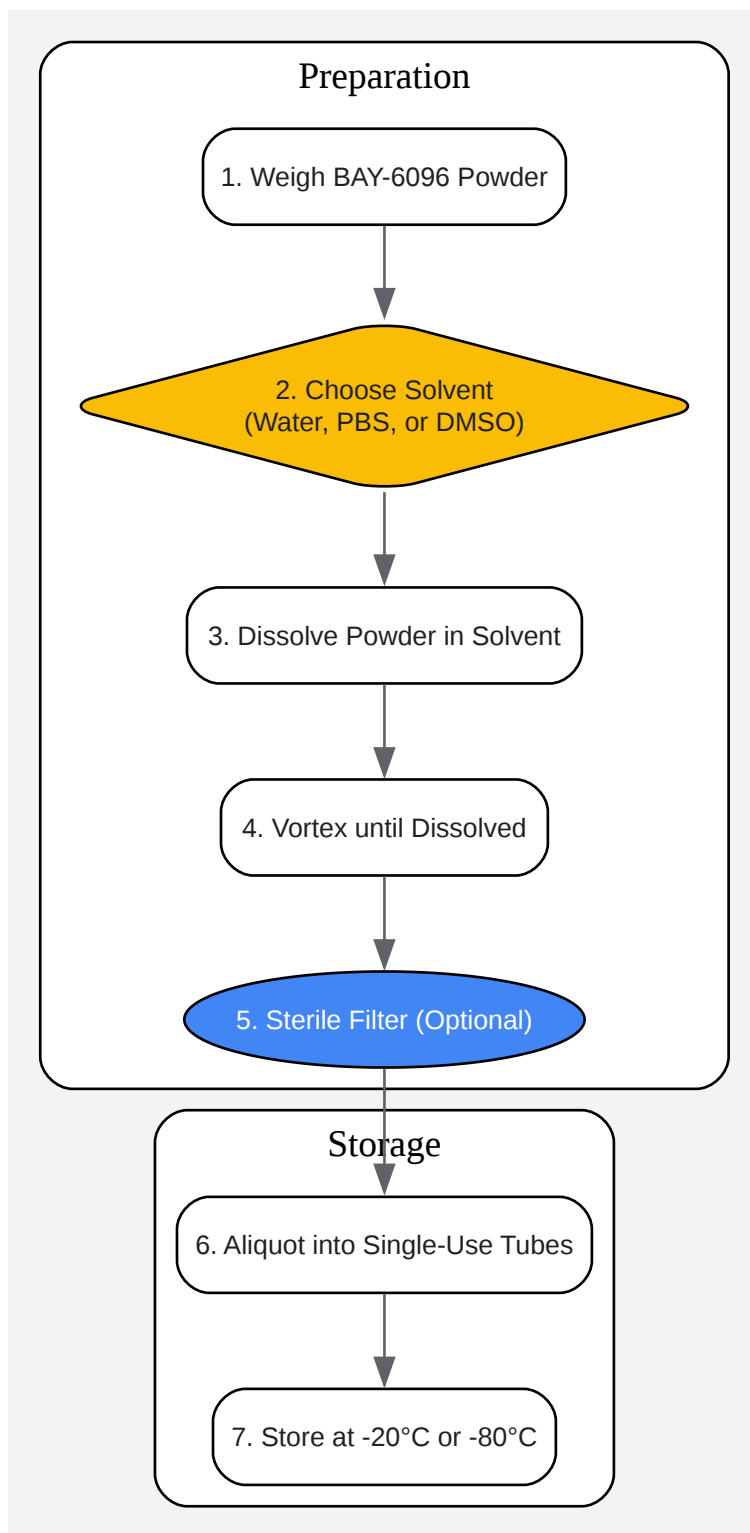 Preparation
1. Weigh BAY-6096 Powder
2. Choose Solvent
(Water, PBS, or DMSO)
3. Dissolve Powder in Solvent
4. Vortex until Dissolved
5. Sterile Filter (Optional)
Storage
6. Aliquot into Single-Use Tubes
7. Store at -20°C or -80°C